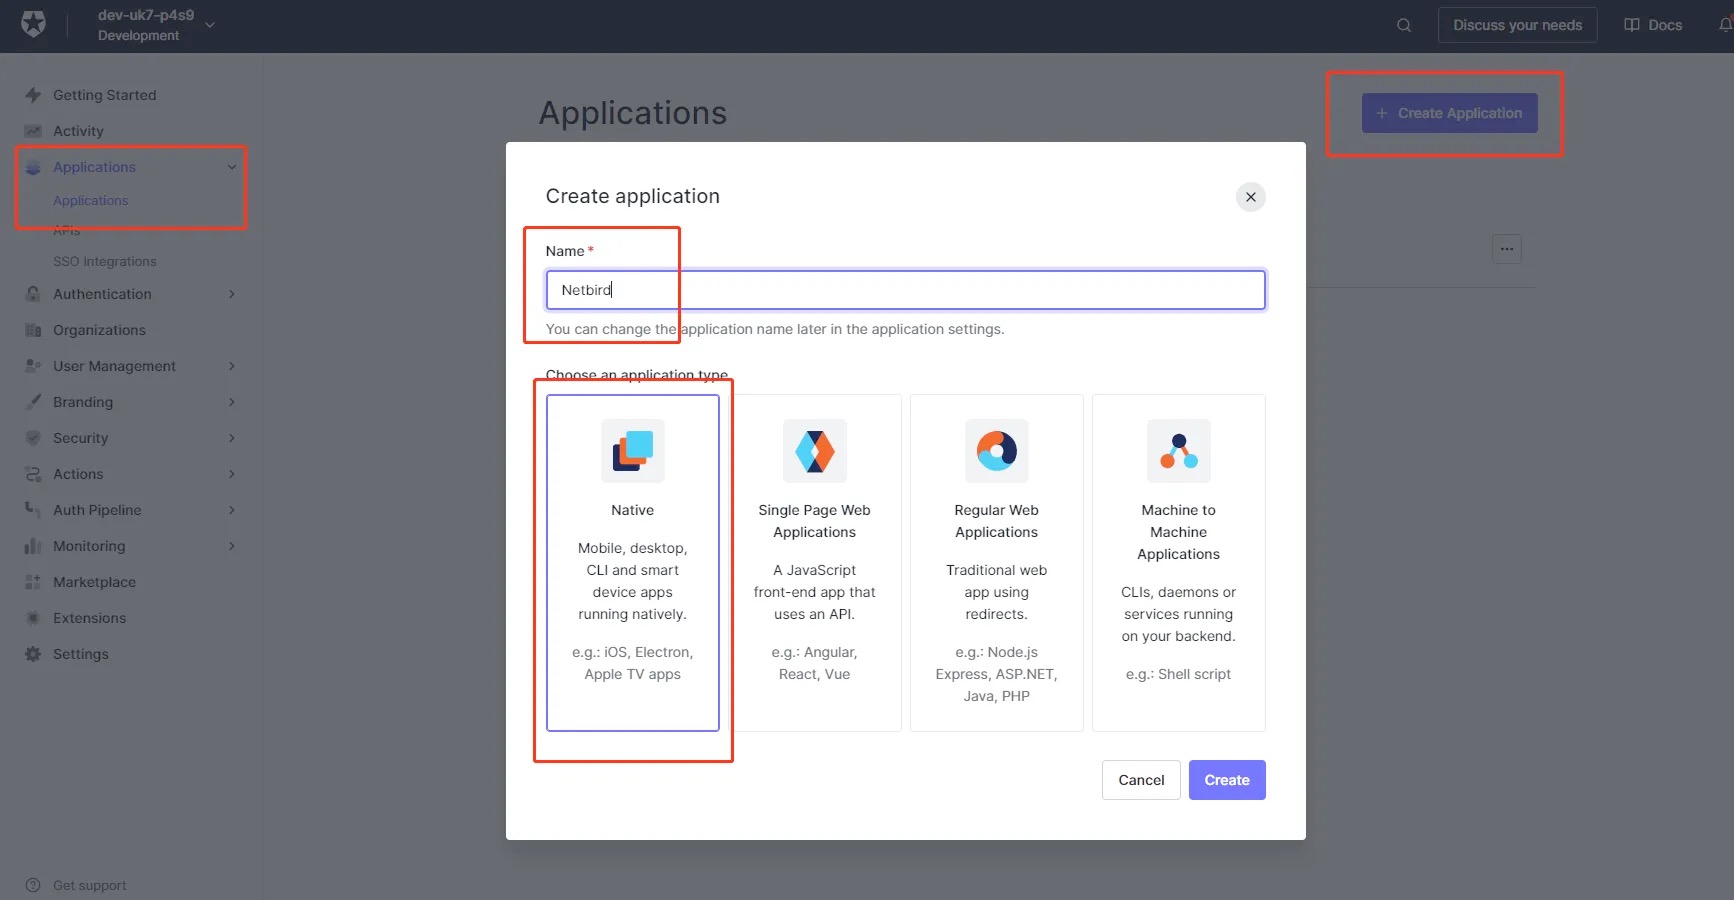 dev-uk7-p4s9
Development
Discuss your needs
Docs
Getting Started
Activity
Applications
Applications
APIs
SSO Integrations
Authentication
Organizations
User Management
Branding
Security
Actions
Auth Pipeline
Monitoring
Marketplace
Extensions
Settings
Get support
Applications
+ Create Application
Create application
Name *
Netbird
You can change the application name later in the application settings.
Choose an application type
Native
Mobile, desktop,
CLI and smart
device apps
running natively.
e.g.: iOS, Electron,
Apple TV apps
Single Page Web
Applications
A JavaScript
front-end app that
uses an API.
e.g.: Angular,
React, Vue
Regular Web
Applications
Traditional web
app using
redirects.
e.g.: Node.js
Express, ASP.NET,
Java, PHP
Machine to
Machine
Applications
CLIs, daemons or
services running
on your backend.
e.g.: Shell script
Cancel
Create